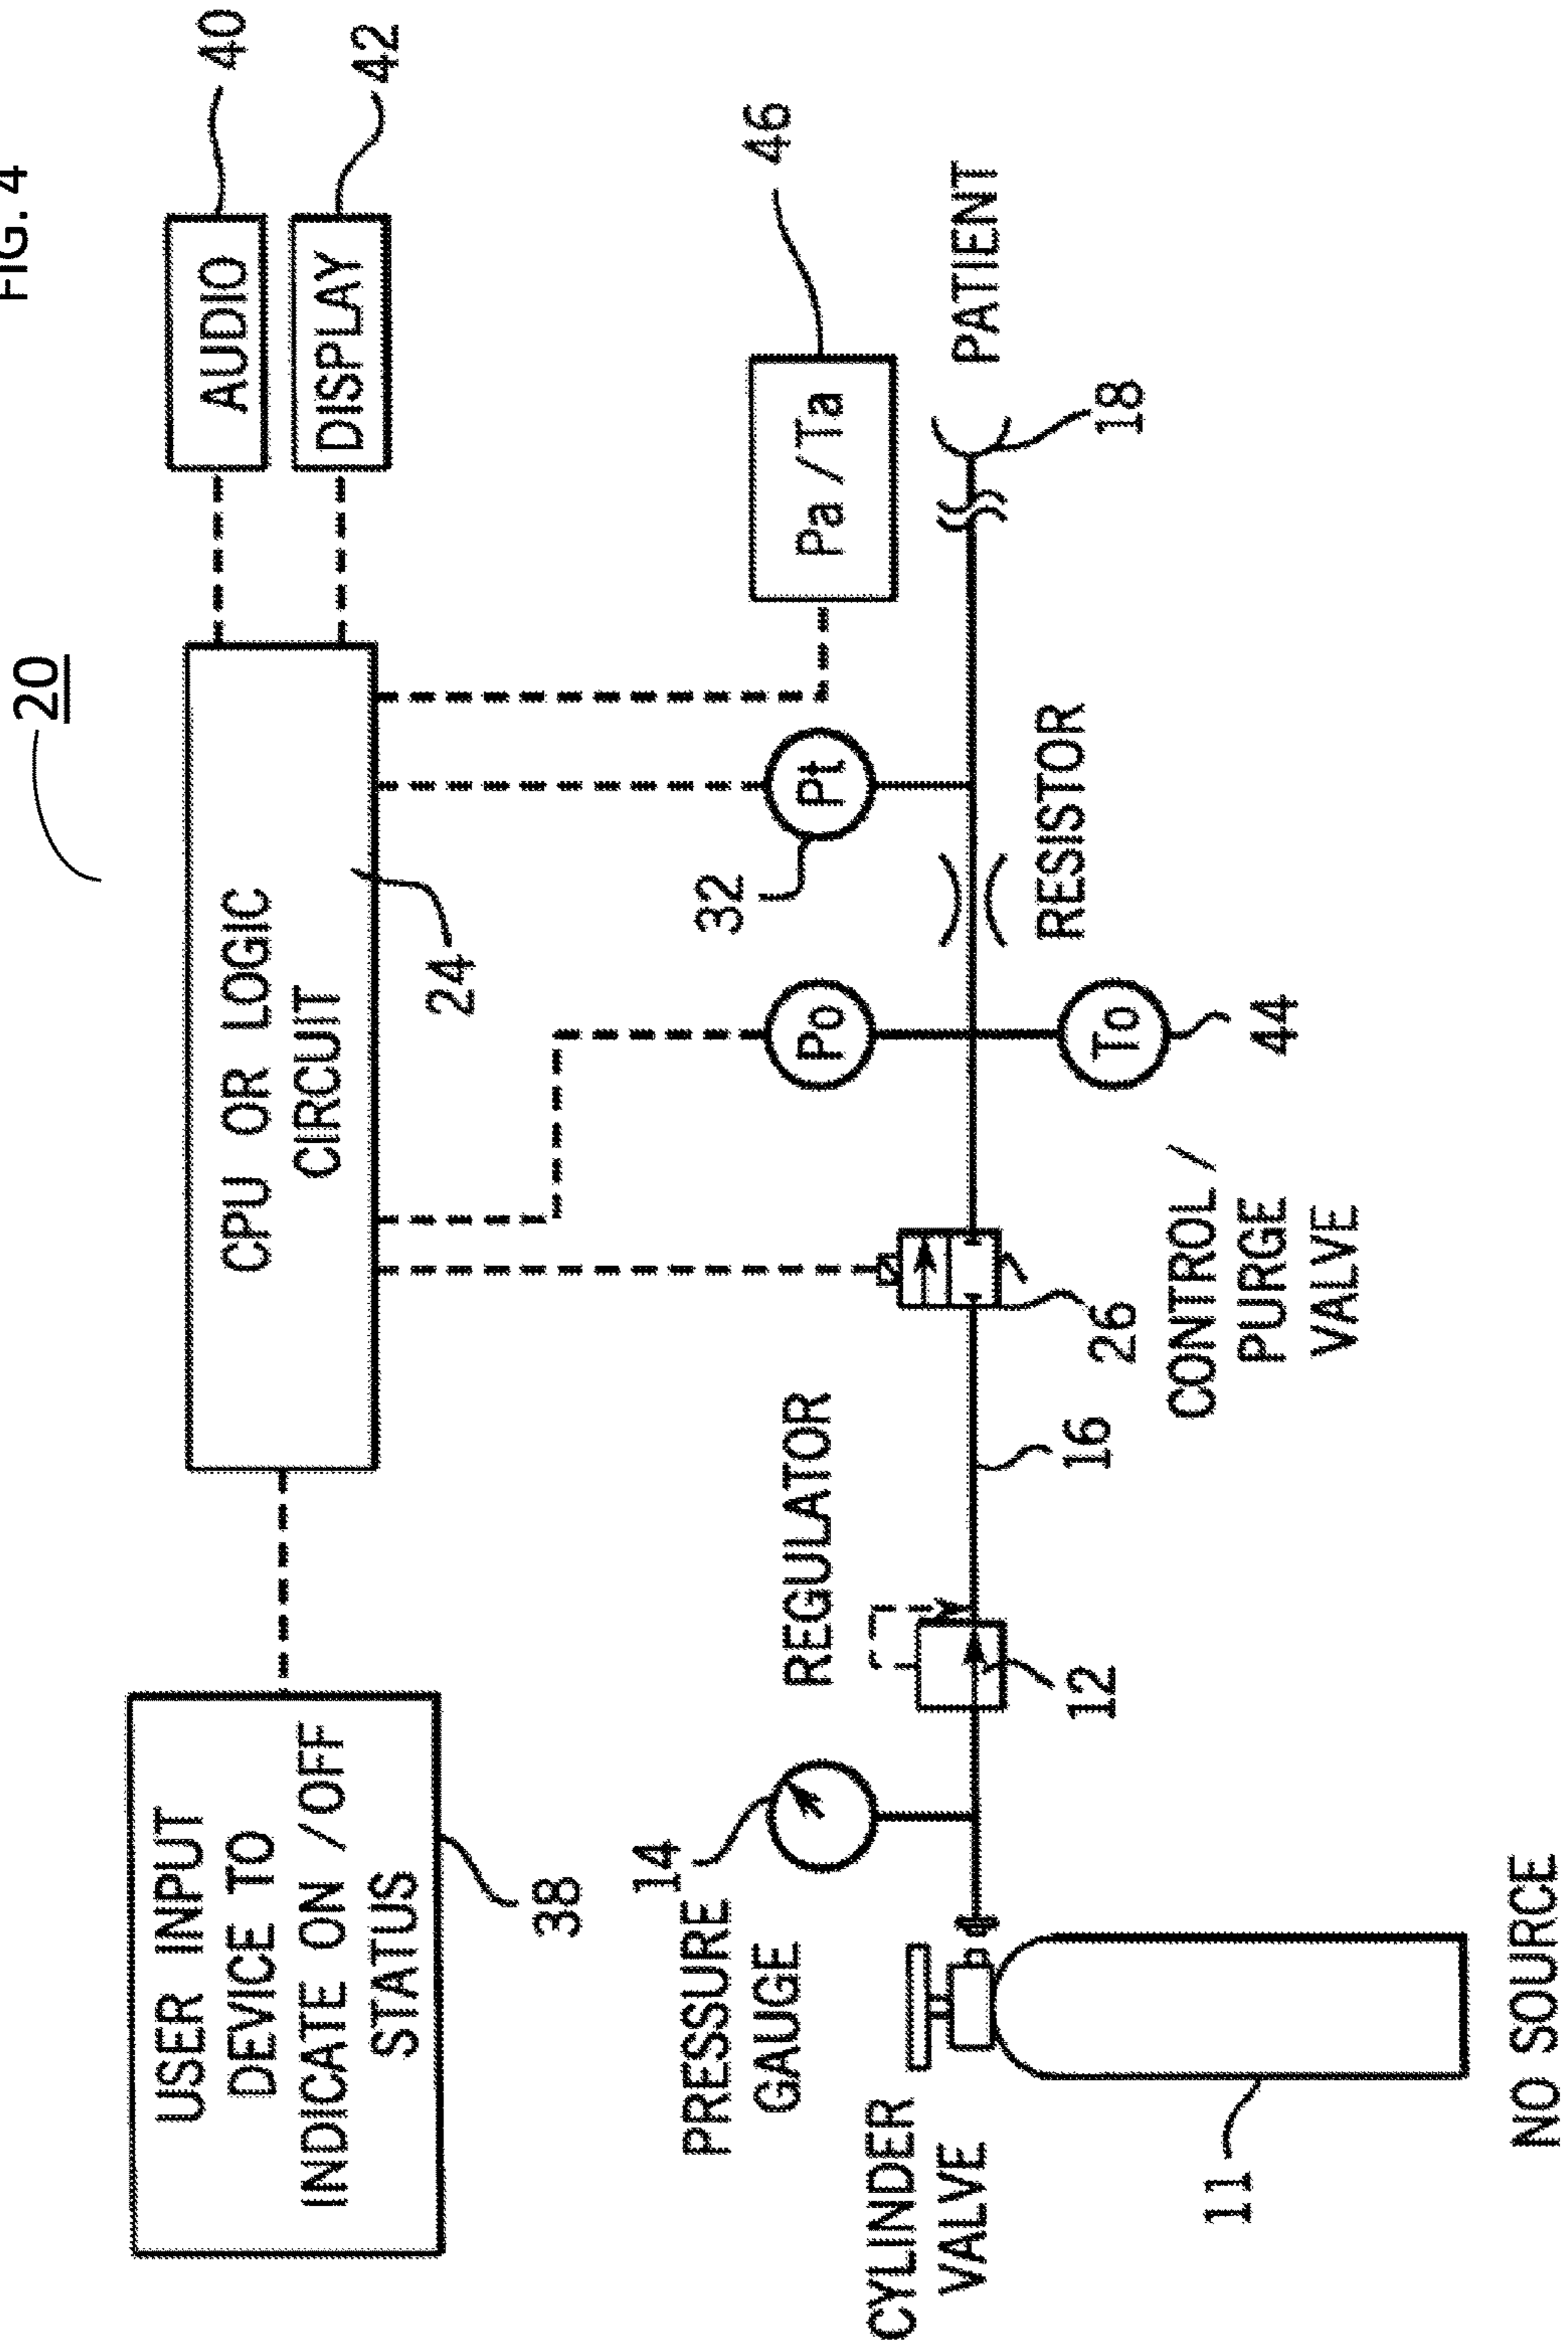 FIG. 4
20
40
42
AUDIO
DISPLAY
CPU OR LOGIC
CIRCUIT
24
USER INPUT
DEVICE TO
INDICATE ON/OFF
STATUS
38
46
Pa/Ta
PATIENT
18
Pt
32
RESISTOR
Po
To
44
26
CONTROL/
PURGE
VALVE
16
REGULATOR
12
14
PRESSURE
GAUGE
CYLINDER
VALVE
11
NO SOURCE